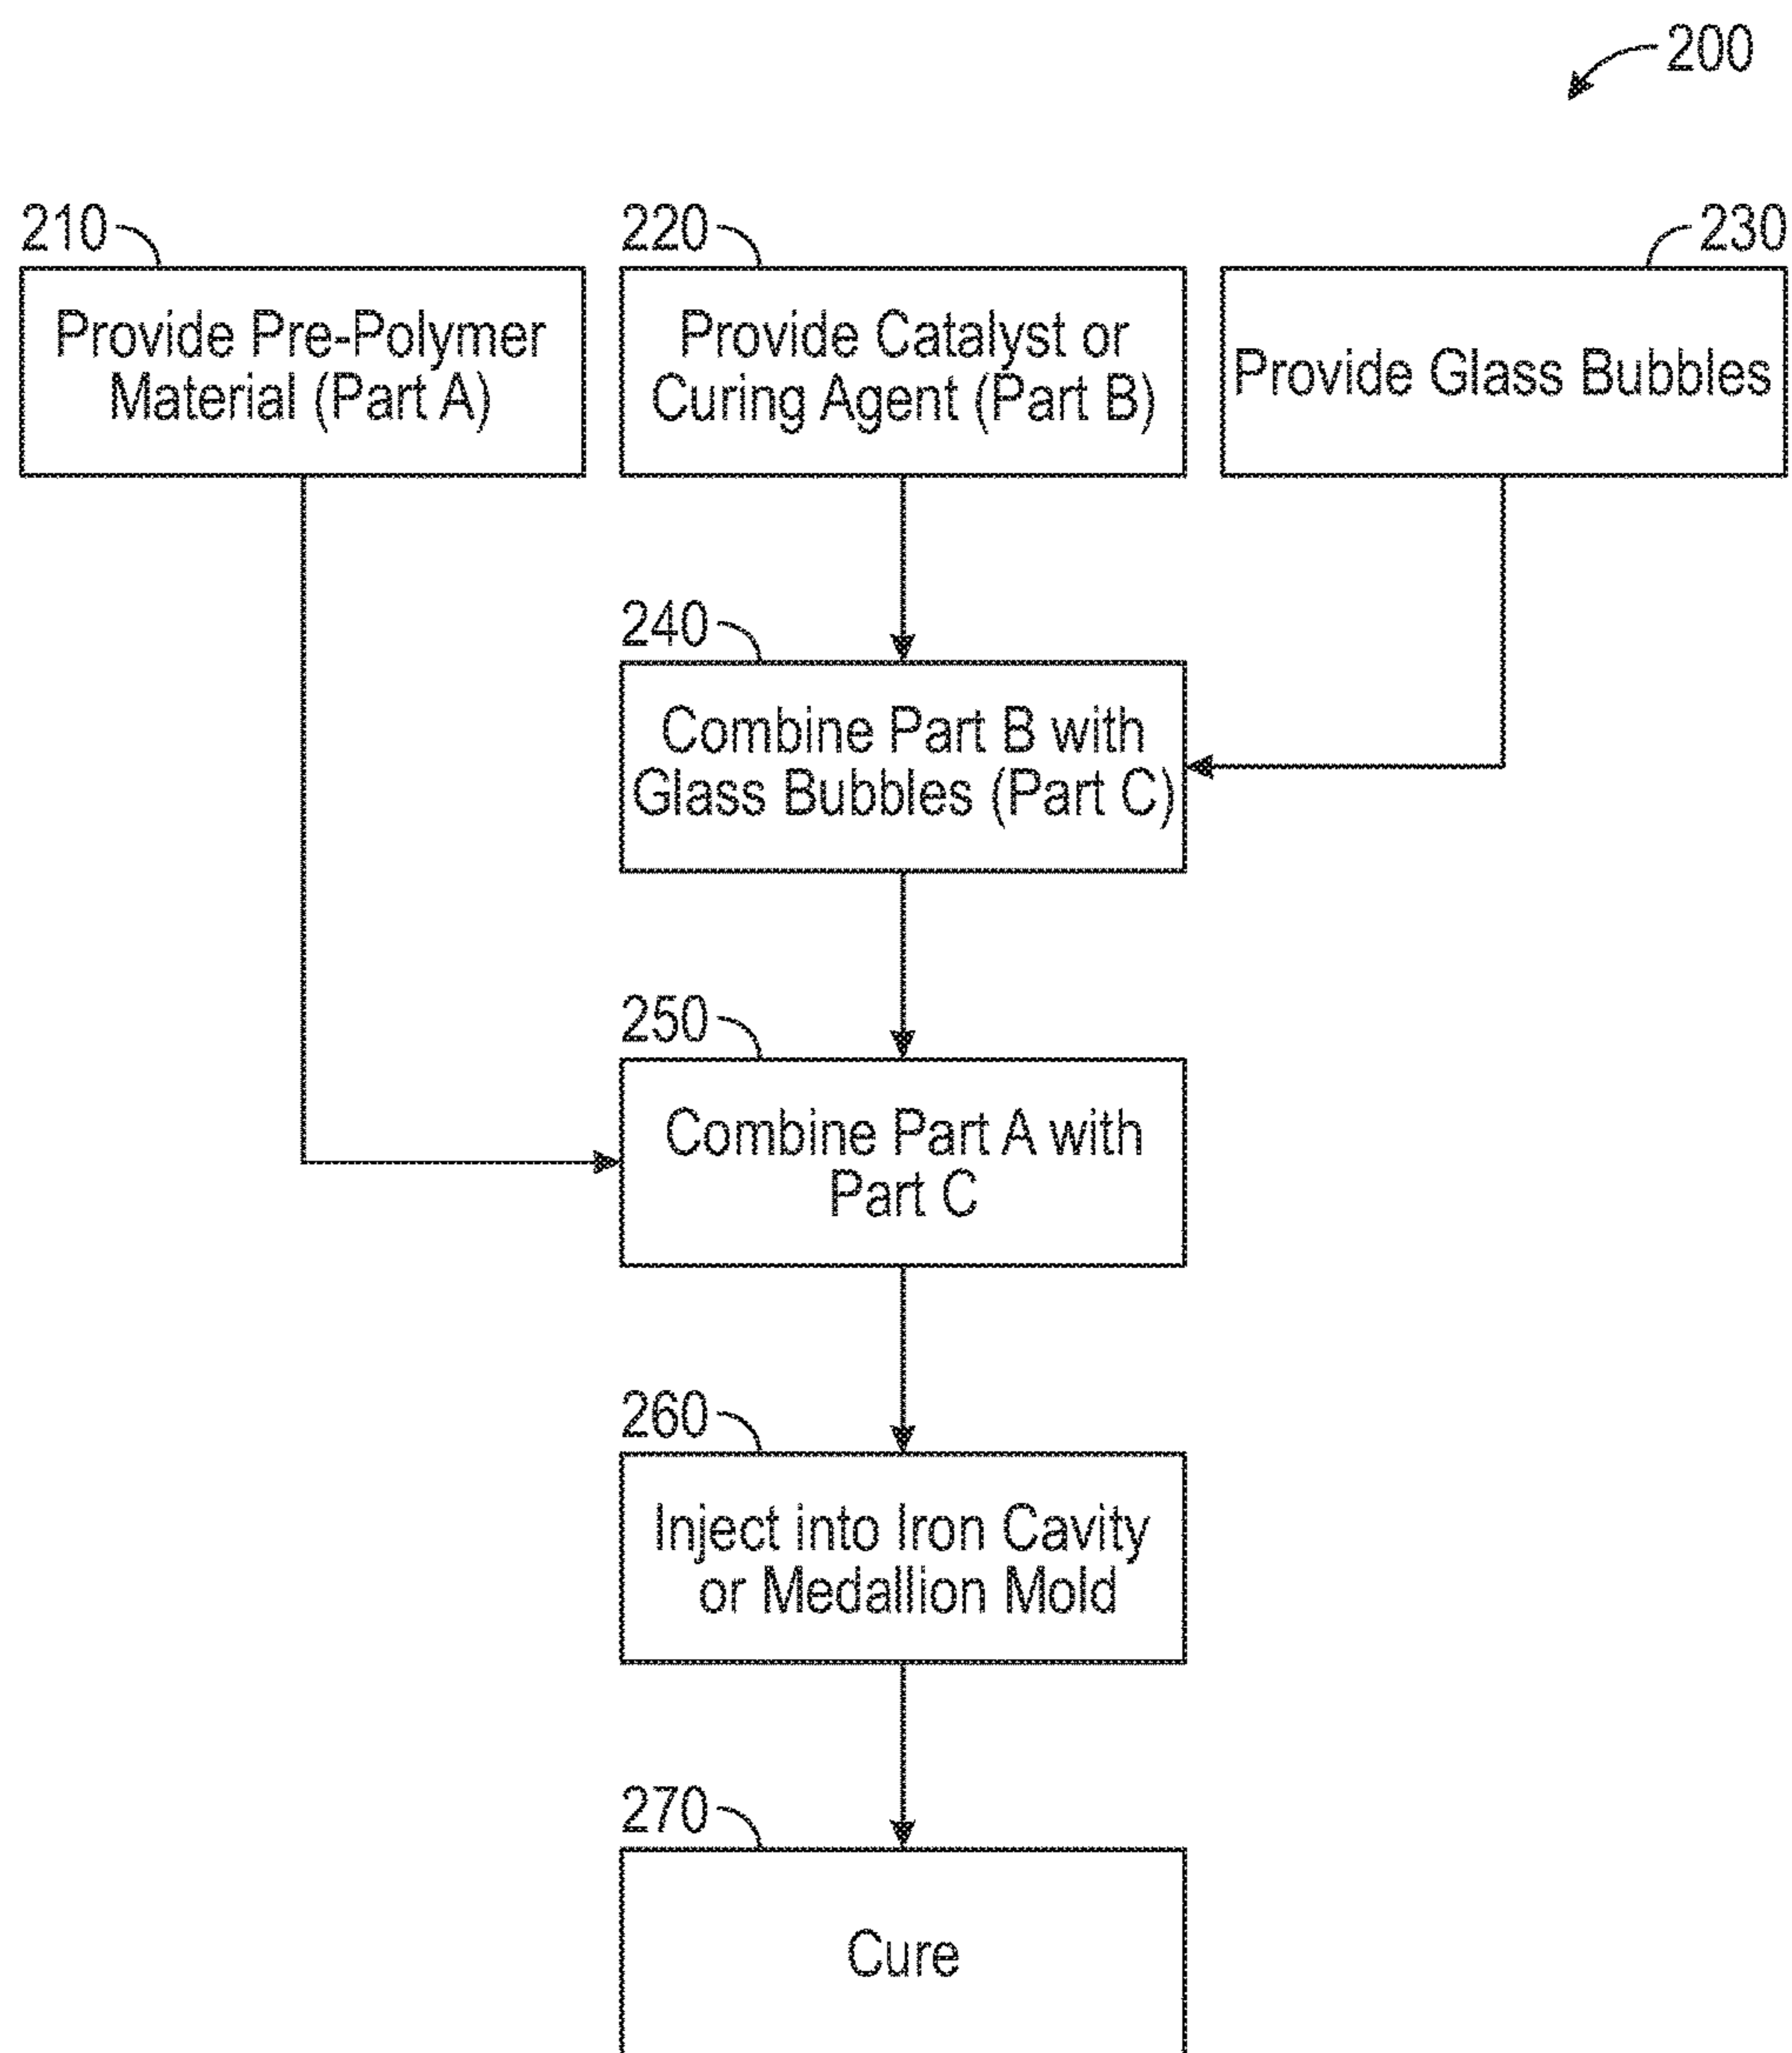 200
210
Provide Pre-Polymer
Material (Part A)
220
Provide Catalyst or
Curing Agent (Part B)
230
Provide Glass Bubbles
240
Combine Part B with
Glass Bubbles (Part C)
250
Combine Part A with
Part C
260
Inject into Iron Cavity
or Medallion Mold
270
Cure